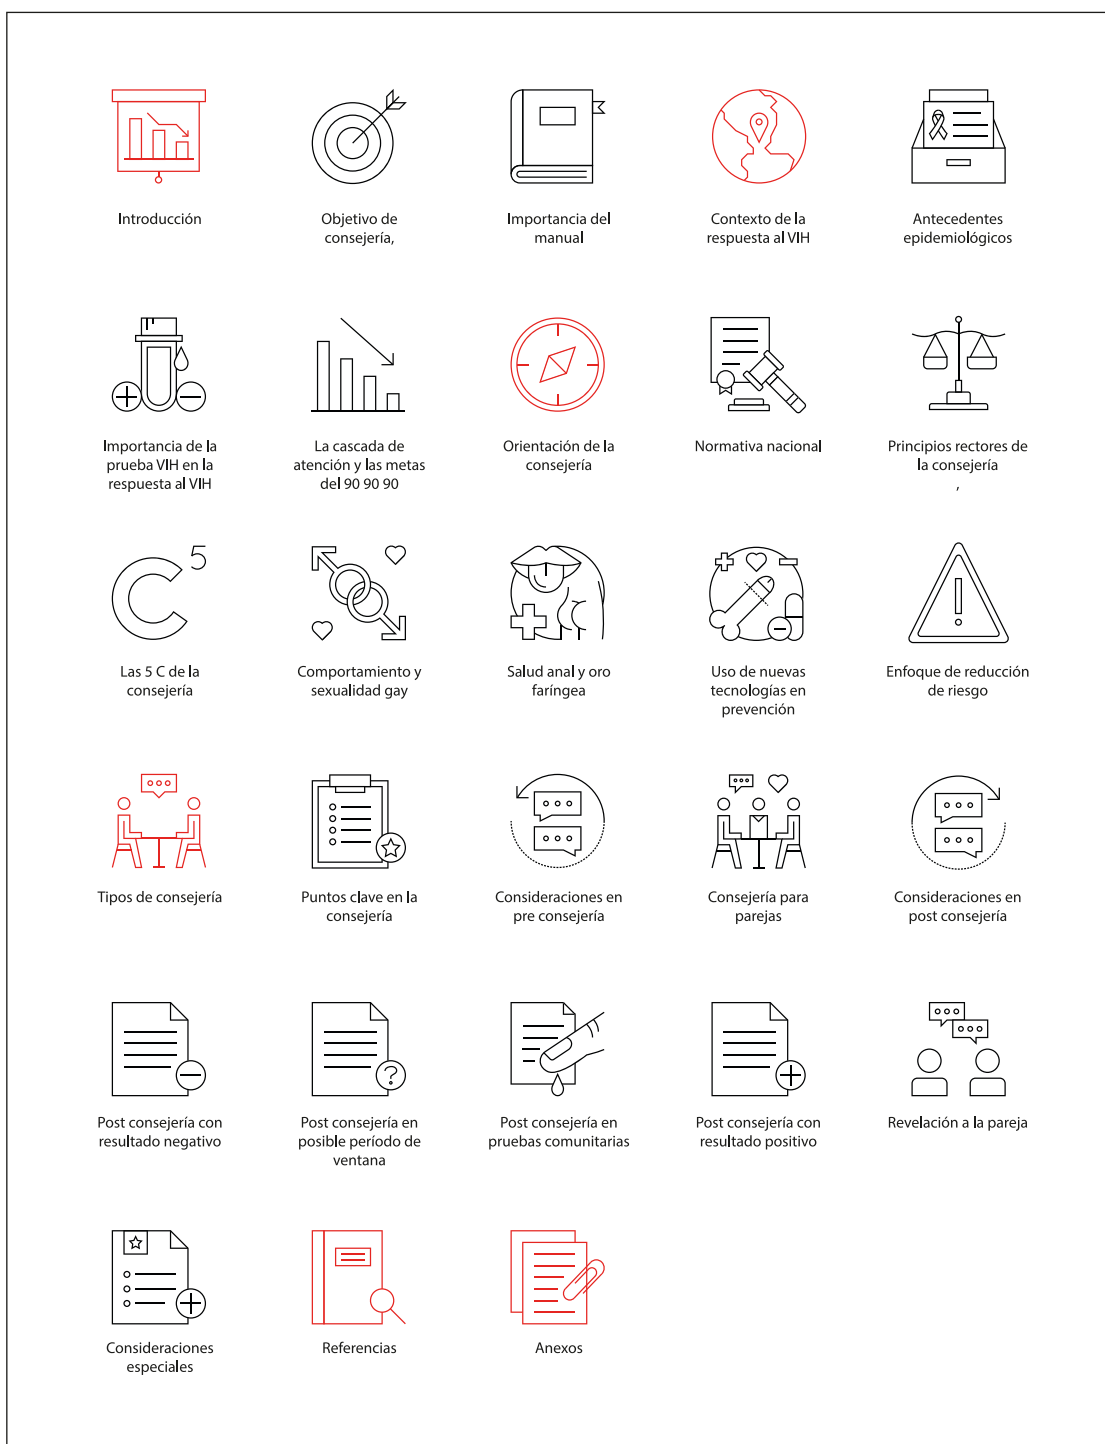 Introducción
Objetivo de
consejería,
Importancia del
manual
Contexto de la
respuesta al VIH
Antecedentes
epidemiológicos
Importancia de la
prueba VIH en la
respuesta al VIH
La cascada de
atención y las metas
del 90 90 90
Orientación de la
consejería
Normativa nacional
Principios rectores de
la consejería
,
C 5
Las 5 C de la
consejería
Comportamiento y
sexualidad gay
Salud anal y oro
faríngea
Uso de nuevas
tecnologías en
prevención
Enfoque de reducción
de riesgo
Tipos de consejería
Puntos clave en la
consejería
Consideraciones en
pre consejería
Consejería para
parejas
Consideraciones en
post consejería
Post consejería con
resultado negativo
?
Post consejería en
posible período de
ventana
Post consejería en
pruebas comunitarias
Post consejería con
resultado positivo
Revelación a la pareja
Consideraciones
especiales
Referencias
Anexos